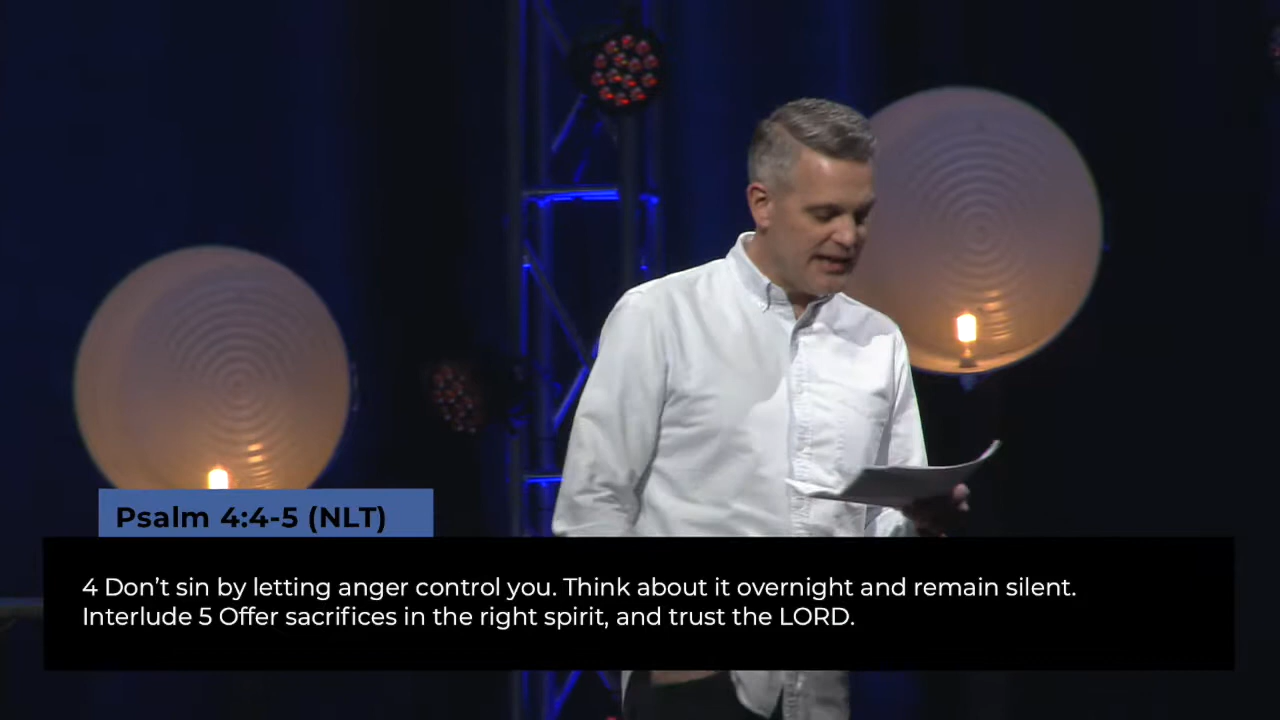 Psalm 4:4-5 (NLT)
4 Don’t sin by letting anger control you. Think about it overnight and remain silent.
Interlude 5 Offer sacrifices in the right spirit, and trust the LORD.